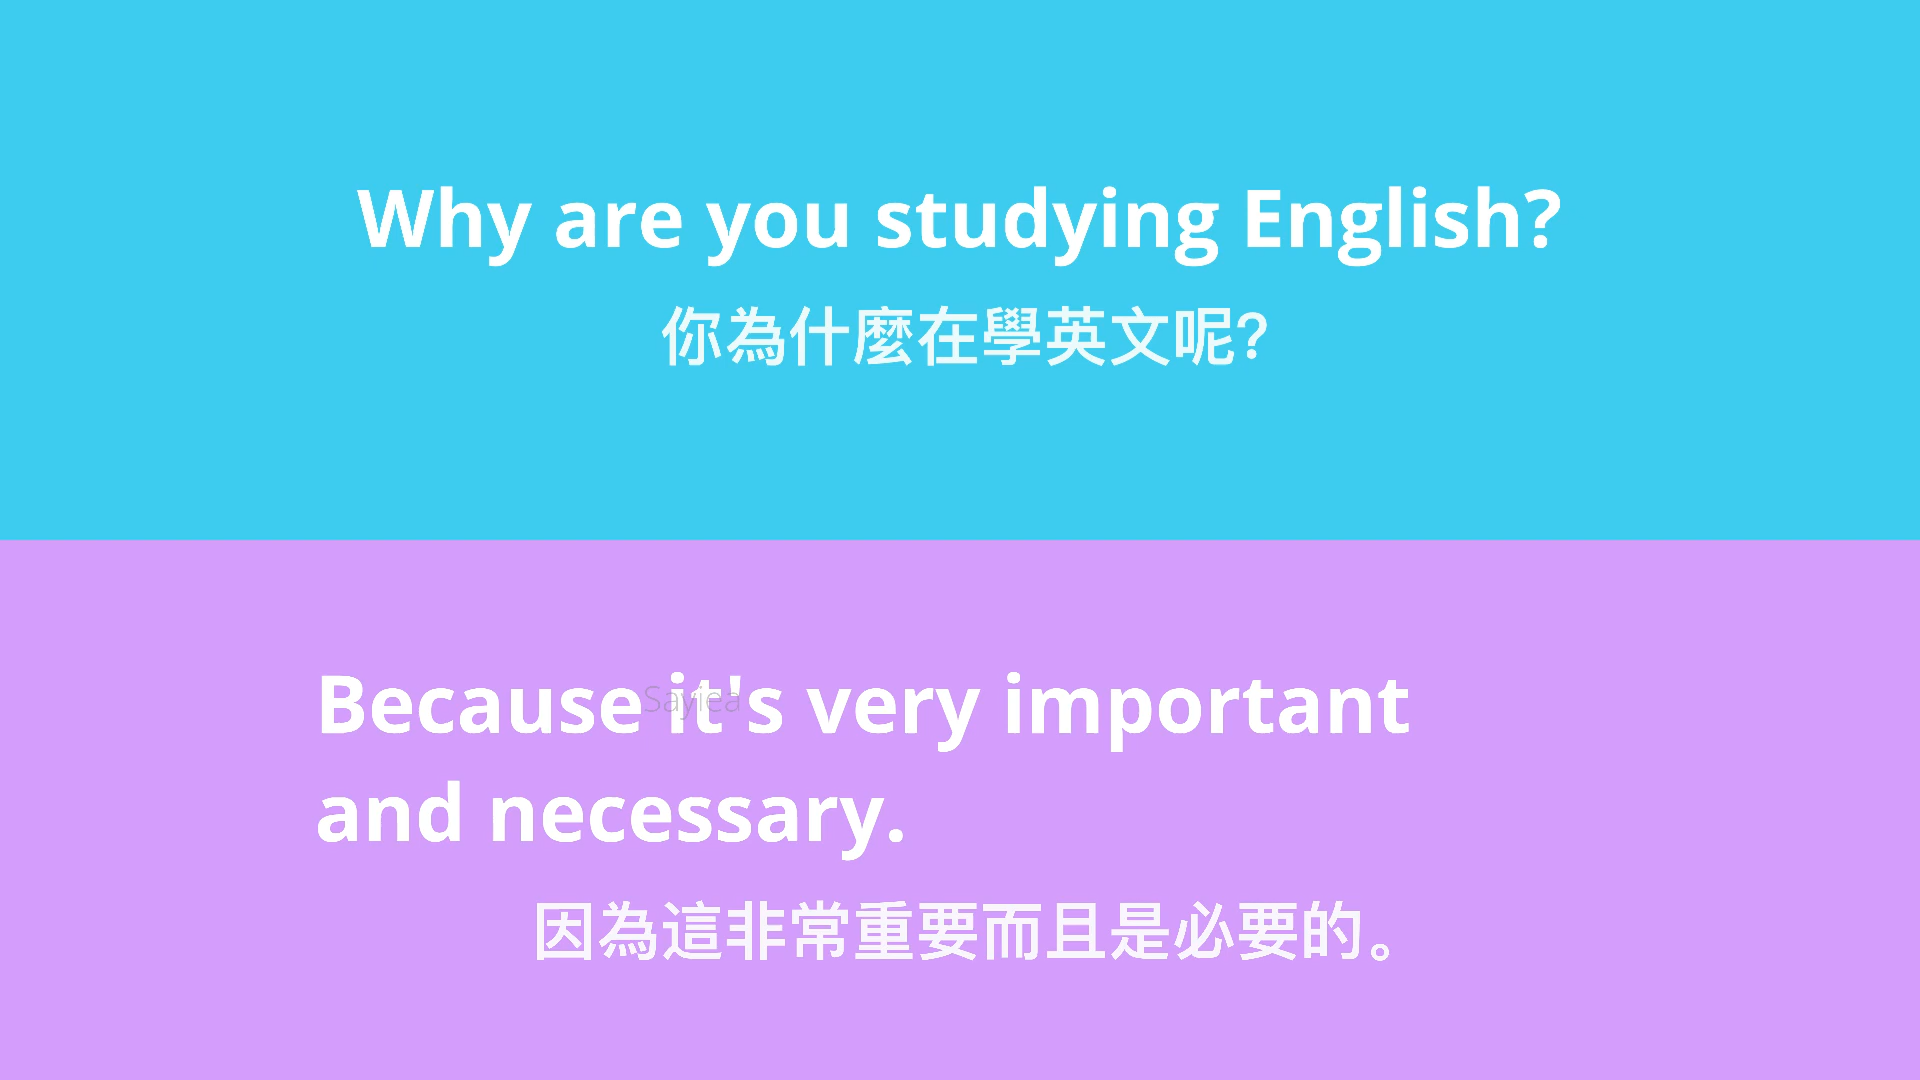 Why are you studying English?
你為什麼在學英文呢?
Because it's very important
and necessary.
因為這非常重要而且是必要的。